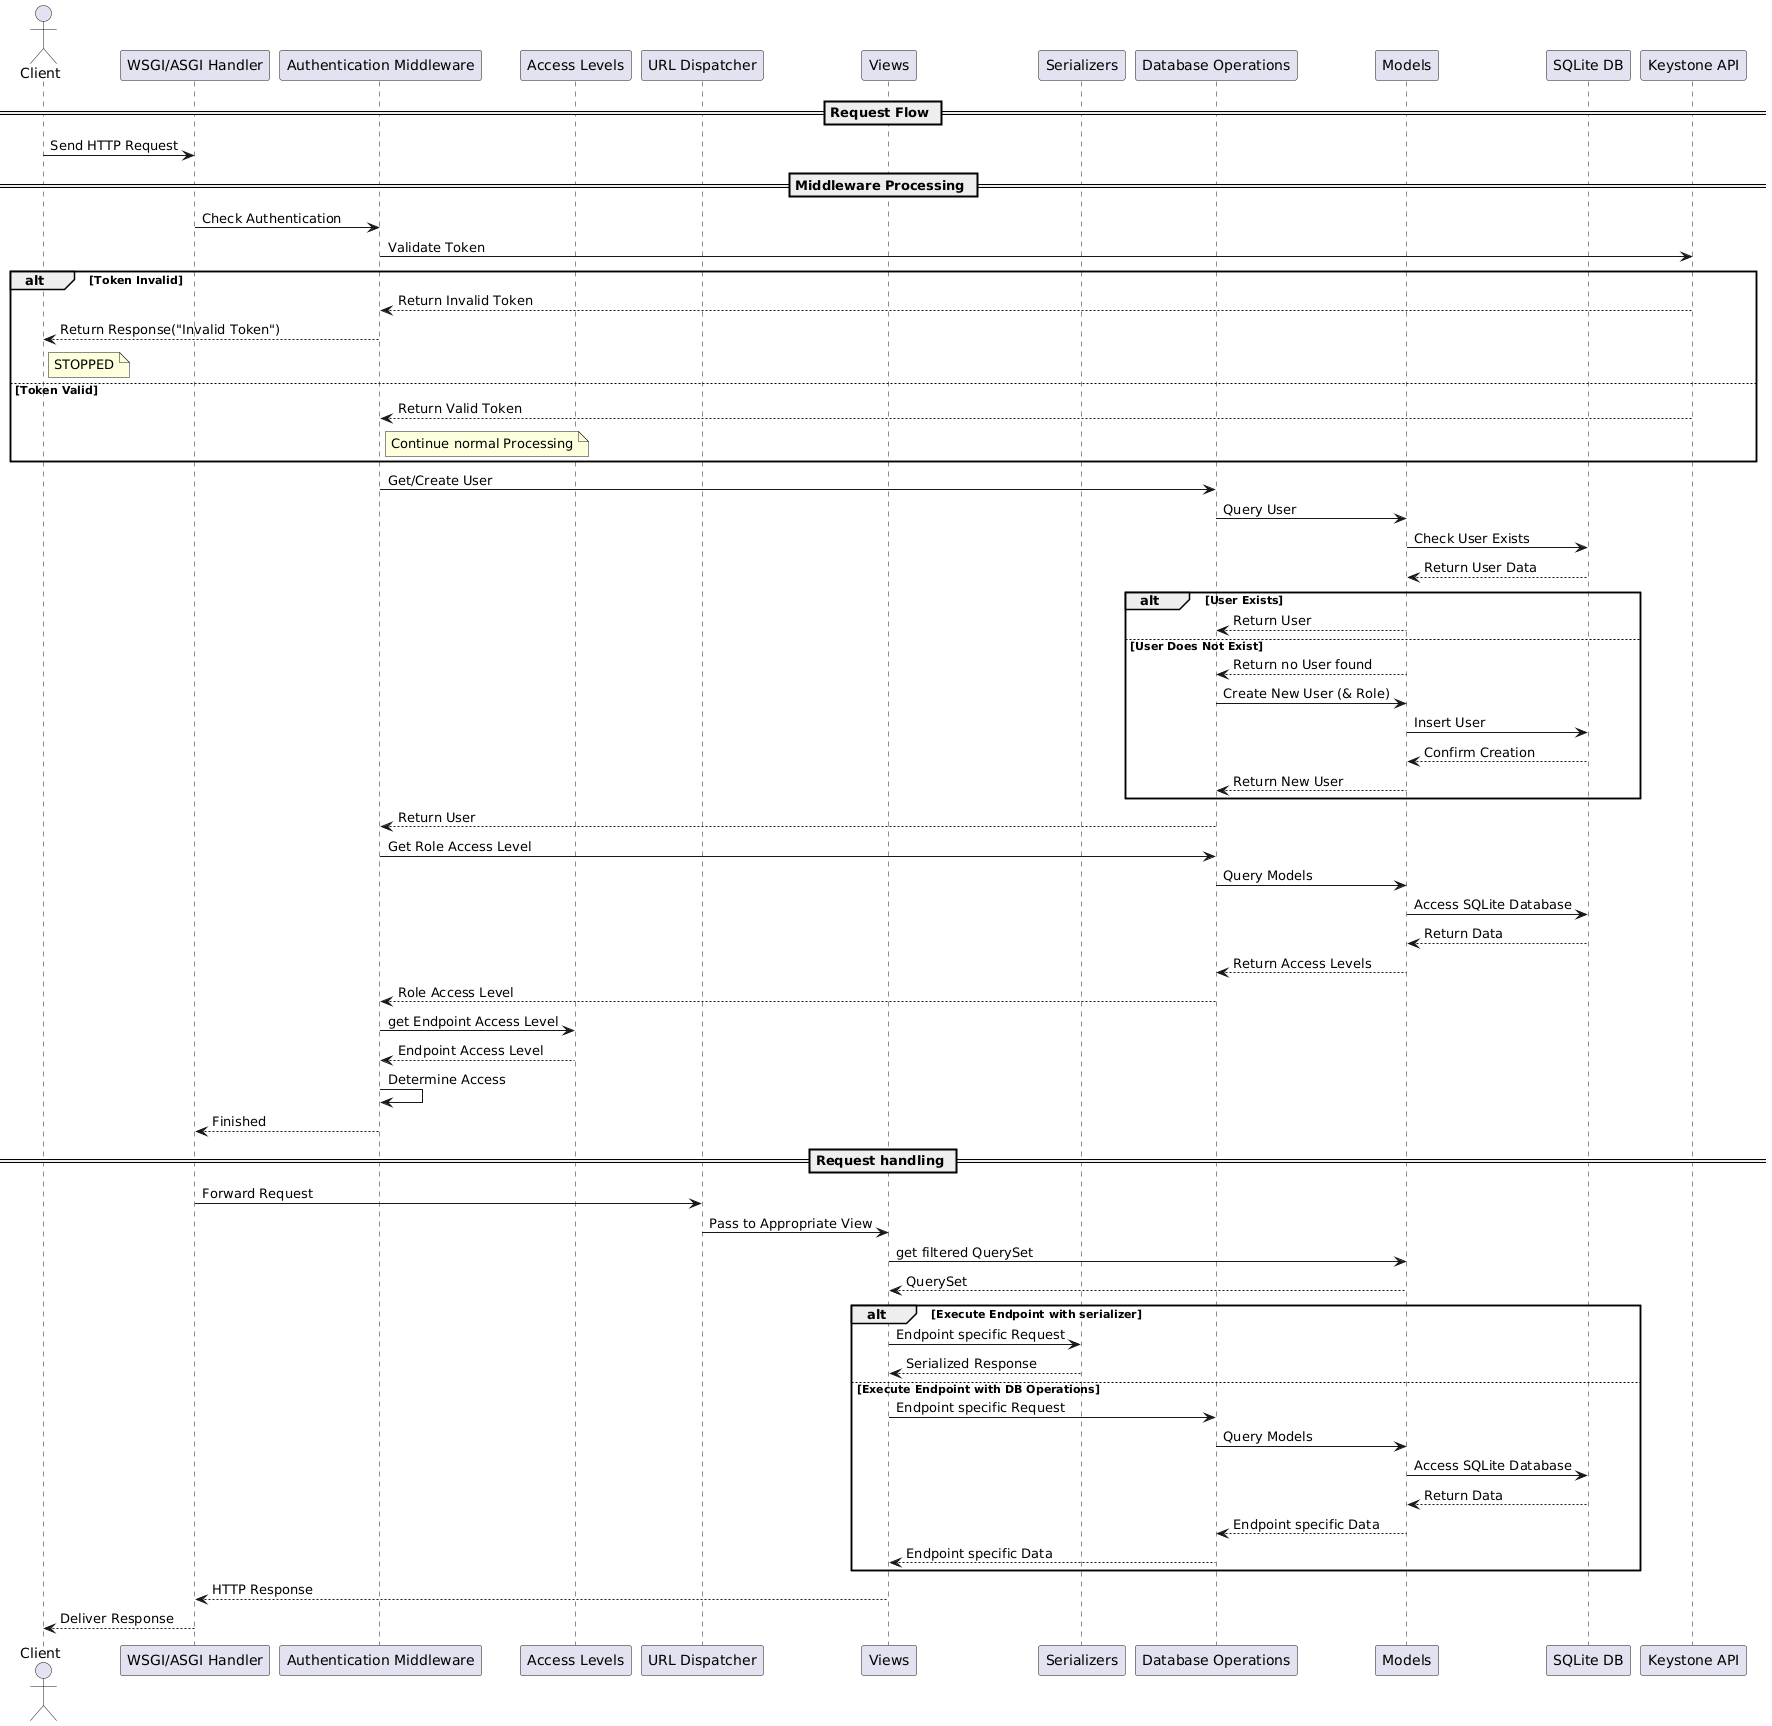 Client
WSGI/ASGI Handler
Authentication Middleware
Access Levels
URL Dispatcher
Views
Serializers
Database Operations
Models
SQLite DB
Keystone API
Request Flow
Send HTTP Request
Middleware Processing
Check Authentication
Validate Token
alt [Token Invalid]
Return Invalid Token
Return Response("Invalid Token")
STOPPED
[Token Valid]
Return Valid Token
Continue normal Processing
Get/Create User
Query User
Check User Exists
Return User Data
alt [User Exists]
Return User
[User Does Not Exist]
Return no User found
Create New User (& Role)
Insert User
Confirm Creation
Return New User
Return User
Get Role Access Level
Query Models
Access SQLite Database
Return Data
Return Access Levels
Role Access Level
get Endpoint Access Level
Endpoint Access Level
Determine Access
Finished
Request handling
Forward Request
Pass to Appropriate View
get filtered QuerySet
QuerySet
alt [Execute Endpoint with serializer]
Endpoint specific Request
Serialized Response
[Execute Endpoint with DB Operations]
Endpoint specific Request
Query Models
Access SQLite Database
Return Data
Endpoint specific Data
Endpoint specific Data
HTTP Response
Deliver Response
Client
WSGI/ASGI Handler
Authentication Middleware
Access Levels
URL Dispatcher
Views
Serializers
Database Operations
Models
SQLite DB
Keystone API